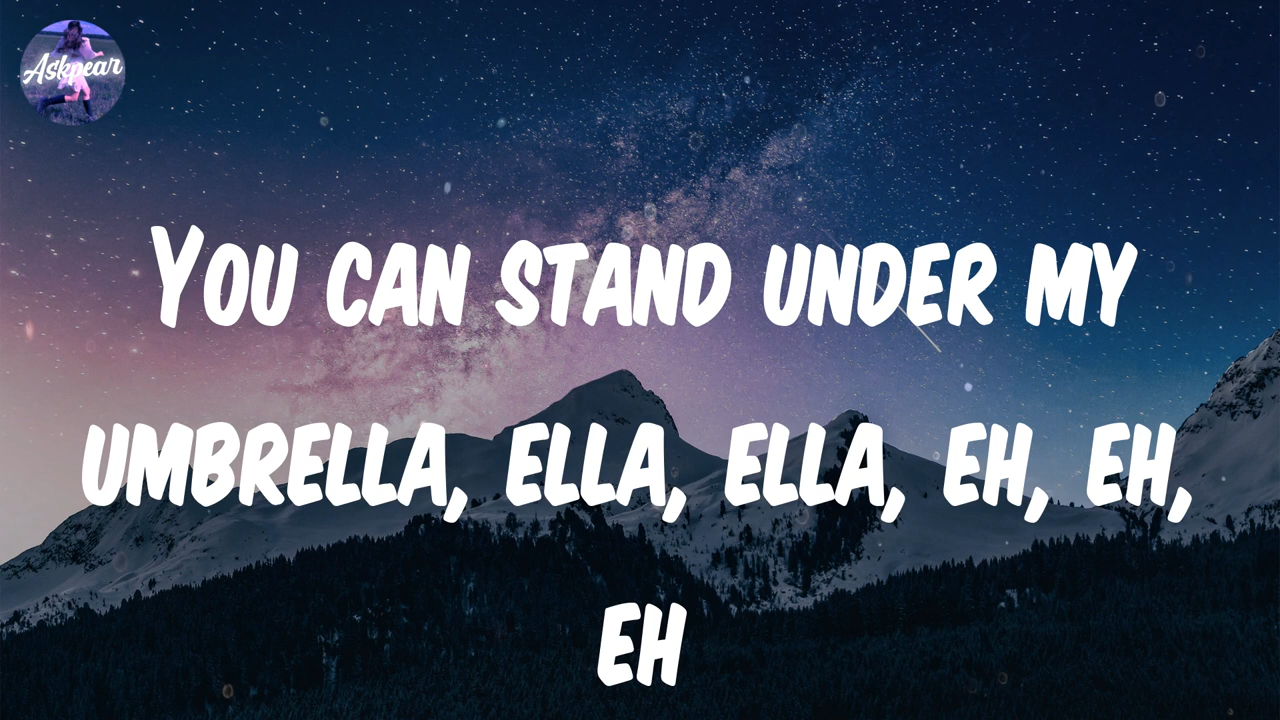 Askpear
You can stand under my
umbrella, ella, ella, eh, eh,
eh